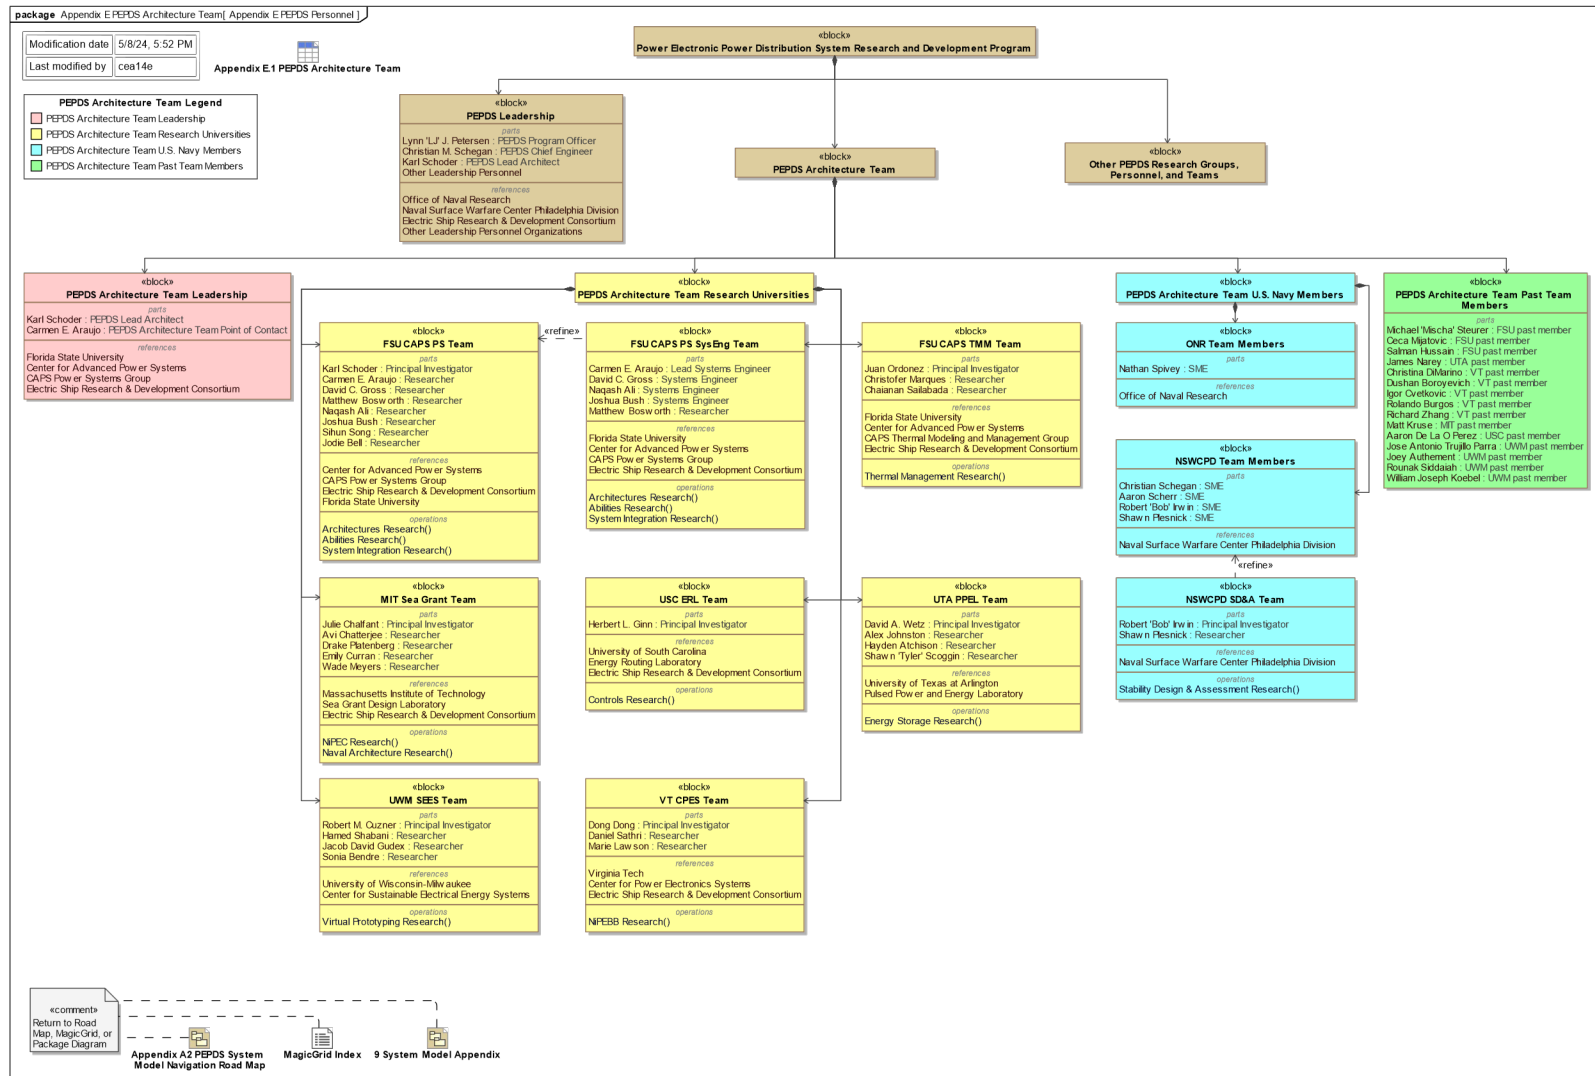 package Appendix E PEPDS Architecture Team[ Appendix E PEPDS Personnel ]
Modification date 5/8/24, 5:52 PM
Last modified by cea14e
Appendix E.1 PEPDS Architecture Team
PEPDS Architecture Team Legend
PEPDS Architecture Team Leadership
PEPDS Architecture Team Research Universities
PEPDS Architecture Team U.S. Navy Members
PEPDS Architecture Team Past Team Members
«block»
Power Electronic Power Distribution System Research and Development Program
«block»
PEPDS Leadership
parts
Lynn 'LJ' J. Petersen : PEPDS Program Officer
Christian M. Schegan : PEPDS Chief Engineer
Karl Schoder : PEPDS Lead Architect
Other Leadership Personnel
references
Office of Naval Research
Naval Surface Warfare Center Philadelphia Division
Electric Ship Research & Development Consortium
Other Leadership Personnel Organizations
«block»
PEPDS Architecture Team
«block»
Other PEPDS Research Groups,
Personnel, and Teams
«block»
PEPDS Architecture Team Leadership
parts
Karl Schoder : PEPDS Lead Architect
Carmen E. Araujo : PEPDS Architecture Team Point of Contact
references
Florida State University
Center for Advanced Power Systems
CAPS Power Systems Group
Electric Ship Research & Development Consortium
«block»
PEPDS Architecture Team Research Universities
«block»
PEPDS Architecture Team U.S. Navy Members
«block»
PEPDS Architecture Team Past Team
Members
parts
Michael 'Mischa' Steurer : FSU past member
Ceca Mijatovic : FSU past member
Salman Hussain : FSU past member
James Narey : UTA past member
Christina DiMarino : VT past member
Dushan Boroyevich : VT past member
Igor Cvetkovic : VT past member
Rolando Burgos : VT past member
Richard Zhang : VT past member
Matt Kruse : MIT past member
Aaron De La O Perez : USC past member
Jose Antonio Trujillo Parra : UWM past member
Joey Authement : UWM past member
Rounak Siddaiah : UWM past member
William Joseph Koebel : UWM past member
«block»
FSU CAPS PS Team
parts
Karl Schoder : Principal Investigator
Carmen E. Araujo : Researcher
David C. Gross : Researcher
Matthew Bosworth : Researcher
Naqash Ali : Researcher
Joshua Bush : Researcher
Sihun Song : Researcher
Jodie Bell : Researcher
references
Center for Advanced Power Systems
CAPS Power Systems Group
Electric Ship Research & Development Consortium
Florida State University
operations
Architectures Research()
Abilities Research()
System Integration Research()
«refine»
«block»
FSU CAPS PS SysEng Team
parts
Carmen E. Araujo : Lead Systems Engineer
David C. Gross : Systems Engineer
Naqash Ali : Systems Engineer
Joshua Bush : Systems Engineer
Matthew Bosworth : Researcher
references
Florida State University
Center for Advanced Power Systems
CAPS Power Systems Group
Electric Ship Research & Development Consortium
operations
Architectures Research()
Abilities Research()
System Integration Research()
«block»
FSU CAPS TMM Team
parts
Juan Ordonez : Principal Investigator
Christofer Marques : Researcher
Chaianan Sailabada : Researcher
references
Florida State University
Center for Advanced Power Systems
CAPS Thermal Modeling and Management Group
Electric Ship Research & Development Consortium
operations
Thermal Management Research()
«block»
ONR Team Members
parts
Nathan Spivey : SME
references
Office of Naval Research
«block»
NSWCPD Team Members
parts
Christian Schegan : SME
Aaron Scherr : SME
Robert 'Bob' Irwin : SME
Shawn Plesnick : SME
references
Naval Surface Warfare Center Philadelphia Division
«refine»
«block»
NSWCPD SD&A Team
parts
Robert 'Bob' Irwin : Principal Investigator
Shawn Plesnick : Researcher
references
Naval Surface Warfare Center Philadelphia Division
operations
Stability Design & Assessment Research()
«block»
MIT Sea Grant Team
parts
Julie Chalfant : Principal Investigator
Avi Chatterjee : Researcher
Drake Platenberg : Researcher
Emily Curran : Researcher
Wade Meyers : Researcher
references
Massachusetts Institute of Technology
Sea Grant Design Laboratory
Electric Ship Research & Development Consortium
operations
NiPEC Research()
Naval Architecture Research()
«block»
USC ERL Team
parts
Herbert L. Ginn : Principal Investigator
references
University of South Carolina
Energy Routing Laboratory
Electric Ship Research & Development Consortium
operations
Controls Research()
«block»
UTA PPEL Team
parts
David A. Wetz : Principal Investigator
Alex Johnston : Researcher
Hayden Atchison : Researcher
Shawn 'Tyler' Scoggin : Researcher
references
University of Texas at Arlington
Pulsed Power and Energy Laboratory
operations
Energy Storage Research()
«block»
UWM SEES Team
parts
Robert M. Cuzner : Principal Investigator
Hamed Shabani : Researcher
Jacob David Gudex : Researcher
Sonia Bendre : Researcher
references
University of Wisconsin-Milwaukee
Center for Sustainable Electrical Energy Systems
operations
Virtual Prototyping Research()
«block»
VT CPES Team
parts
Dong Dong : Principal Investigator
Daniel Sathri : Researcher
Marie Lawson : Researcher
references
Virginia Tech
Center for Power Electronics Systems
Electric Ship Research & Development Consortium
operations
NiPEBB Research()
«comment»
Return to Road
Map, MagicGrid, or
Package Diagram
Appendix A2 PEPDS System
Model Navigation Road Map
MagicGrid Index
9 System Model Appendix